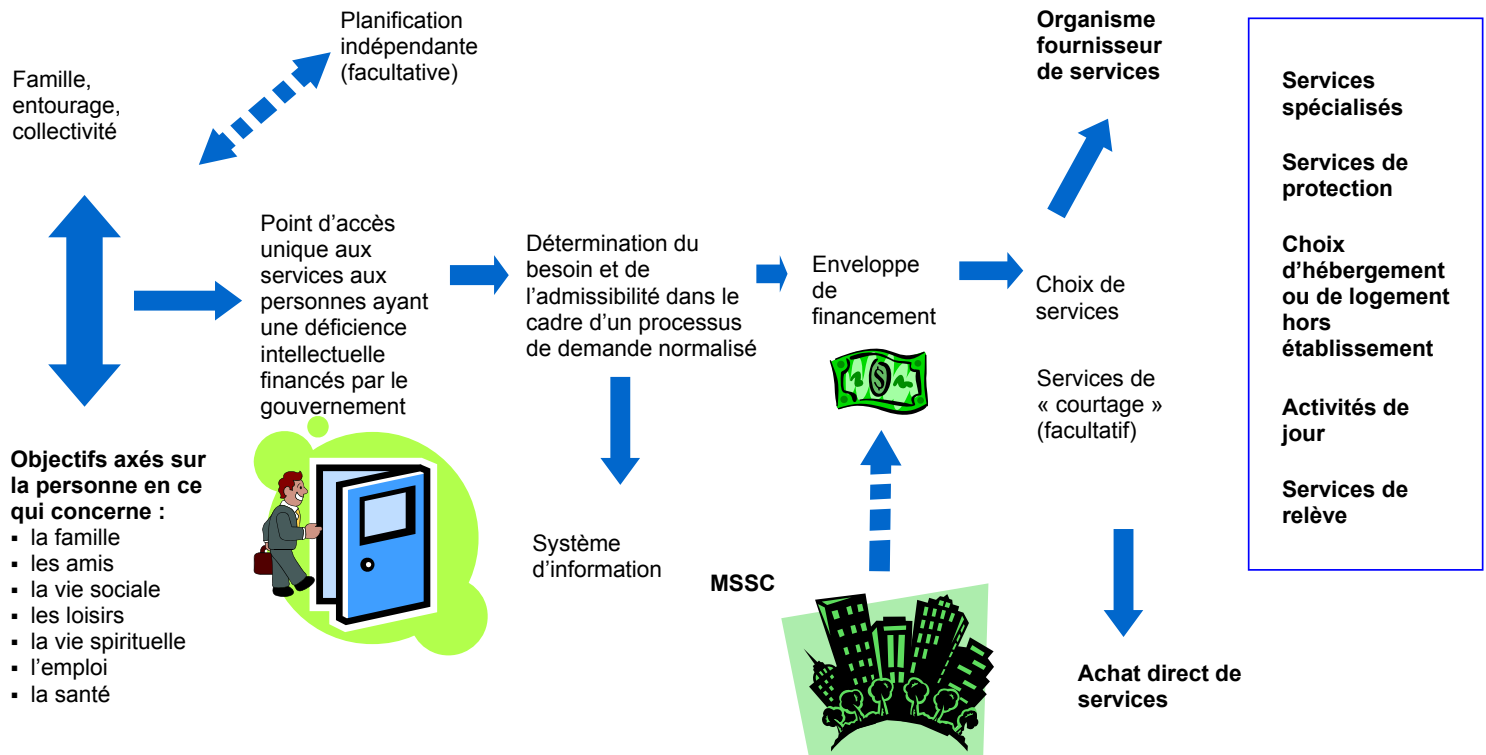 Famille,
entourage,
collectivité
Planification
indépendante
(facultative)
Objectifs axés sur
la personne en ce
qui concerne :
▪ la famille
▪ les amis
▪ la vie sociale
▪ les loisirs
▪ la vie spirituelle
▪ l’emploi
▪ la santé
Point d’accès
unique aux
services aux
personnes ayant
une déficience
intellectuelle
financés par le
gouvernement
Détermination du
besoin et de
l’admissibilité dans le
cadre d’un processus
de demande normalisé
Système
d’information
Enveloppe
de
financement
$
MSSC
Organisme
fournisseur
de services
Choix de
services
Services de
« courtage »
(facultatif)
Achat direct de
services
Services
spécialisés
Services de
protection
Choix
d’hébergement
ou de logement
hors
établissement
Activités de
jour
Services de
relève